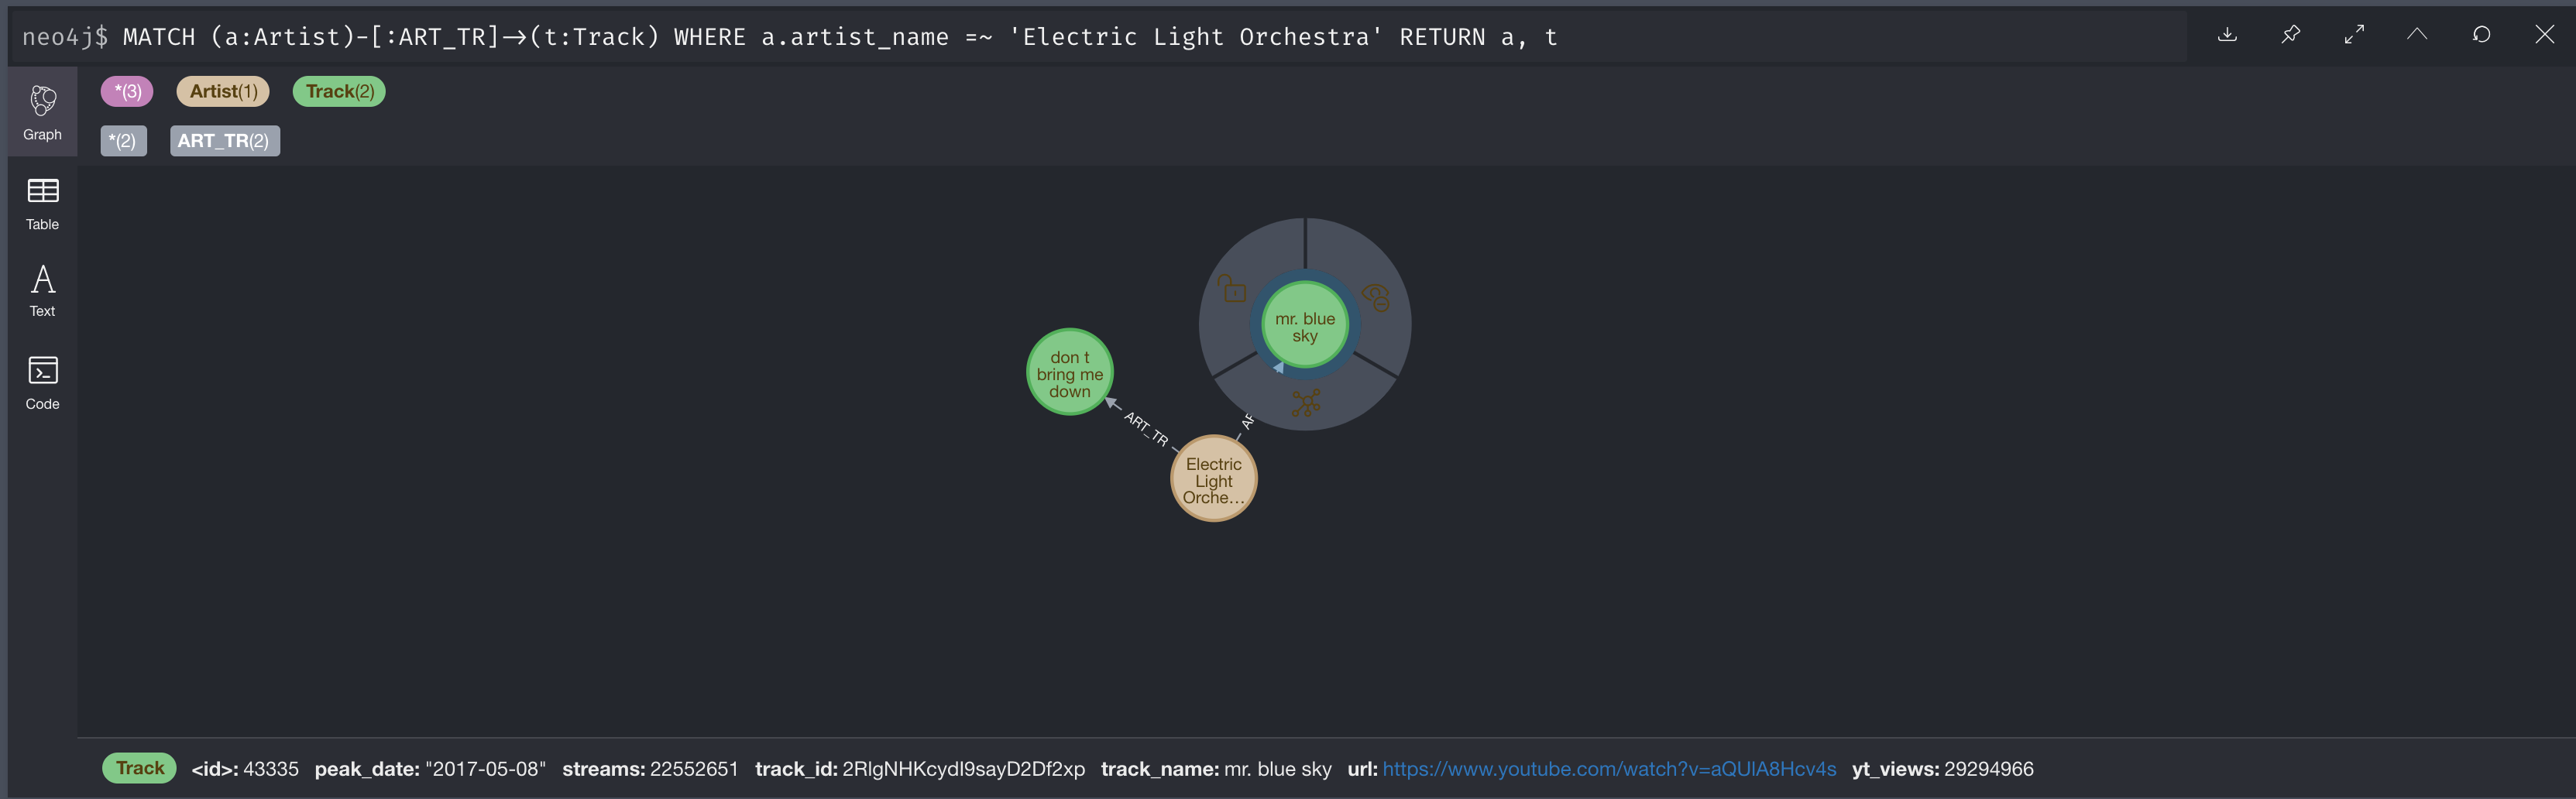 neo4j$ MATCH (a:Artist)-[:ART_TR]→(t:Track) WHERE a.artist_name =~ 'Electric Light Orchestra' RETURN a, t
*(3) Artist(1) Track(2)
*(2) ART_TR(2)
Graph
Table
Text
Code
mr. blue
sky
don t
bring me
down
ART_TR
Electric
Light
Orche...
Track <id>: 43335 peak_date: "2017-05-08" streams: 22552651 track_id: 2RlgNHKcydI9sayD2Df2xp track_name: mr. blue sky url: https://www.youtube.com/watch?v=aQUlA8Hcv4s yt_views: 29294966